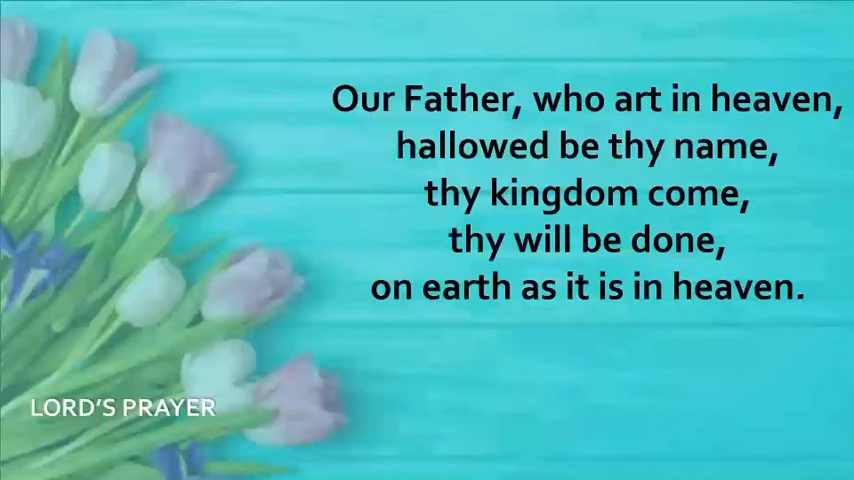 Our Father, who art in heaven,
hallowed be thy name,
thy kingdom come,
thy will be done,
on earth as it is in heaven.
LORD'S PRAYER